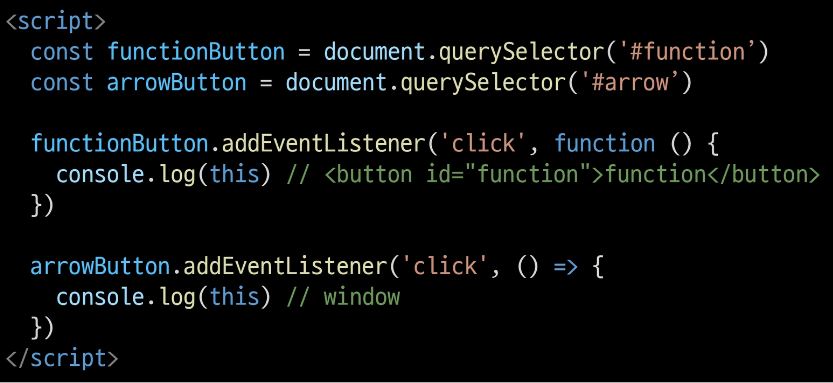 <script>
const functionButton = document.querySelector('#function’)
const arrowButton = document.querySelector('#arrow’)
functionButton.addEventListener('click', function () {
console.log(this) // <button id="function">function</button>
})
arrowButton.addEventListener('click', () => {
console.log(this) // window
})
</script>